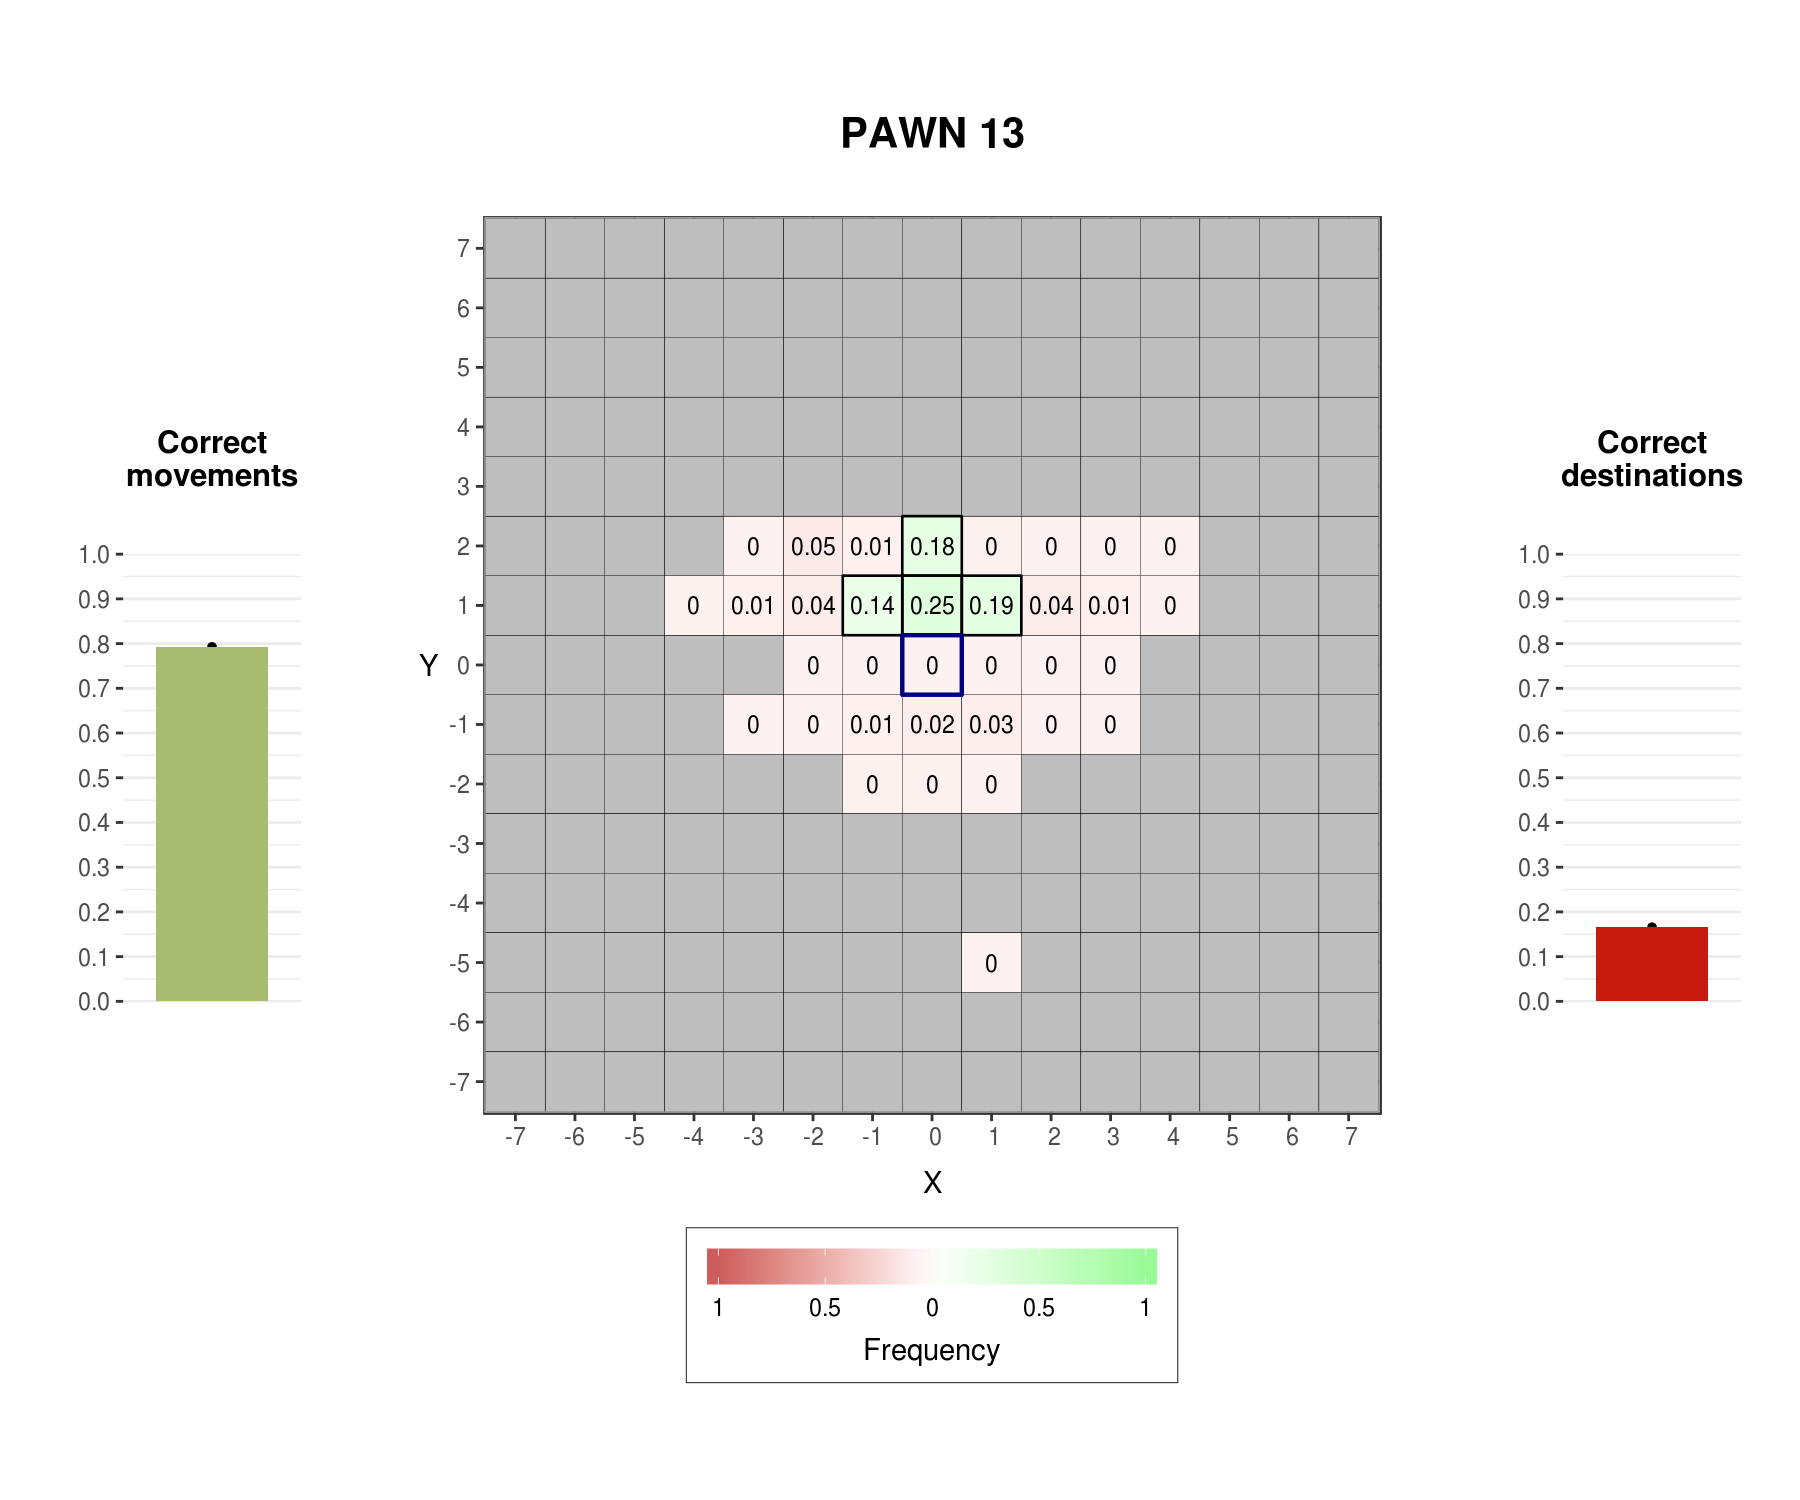 PAWN 13
Correct
movements
1.0
0.9
0.8
0.7
0.6
0.5
0.4
0.3
0.2
0.1
0.0
Y
7
6
5
4
3
2 0 0.05 0.01 0.18 0 0 0 0
1 0 0.01 0.04 0.14 0.25 0.19 0.04 0.01 0
0 0 0 0 0 0 0
-1 0 0 0.01 0.02 0.03 0 0
-2 0 0 0
-3
-4
-5 0
-6
-7
-7 -6 -5 -4 -3 -2 -1 0 1 2 3 4 5 6 7
X
1 0.5 0 0.5 1
Frequency
Correct
destinations
1.0
0.9
0.8
0.7
0.6
0.5
0.4
0.3
0.2
0.1
0.0